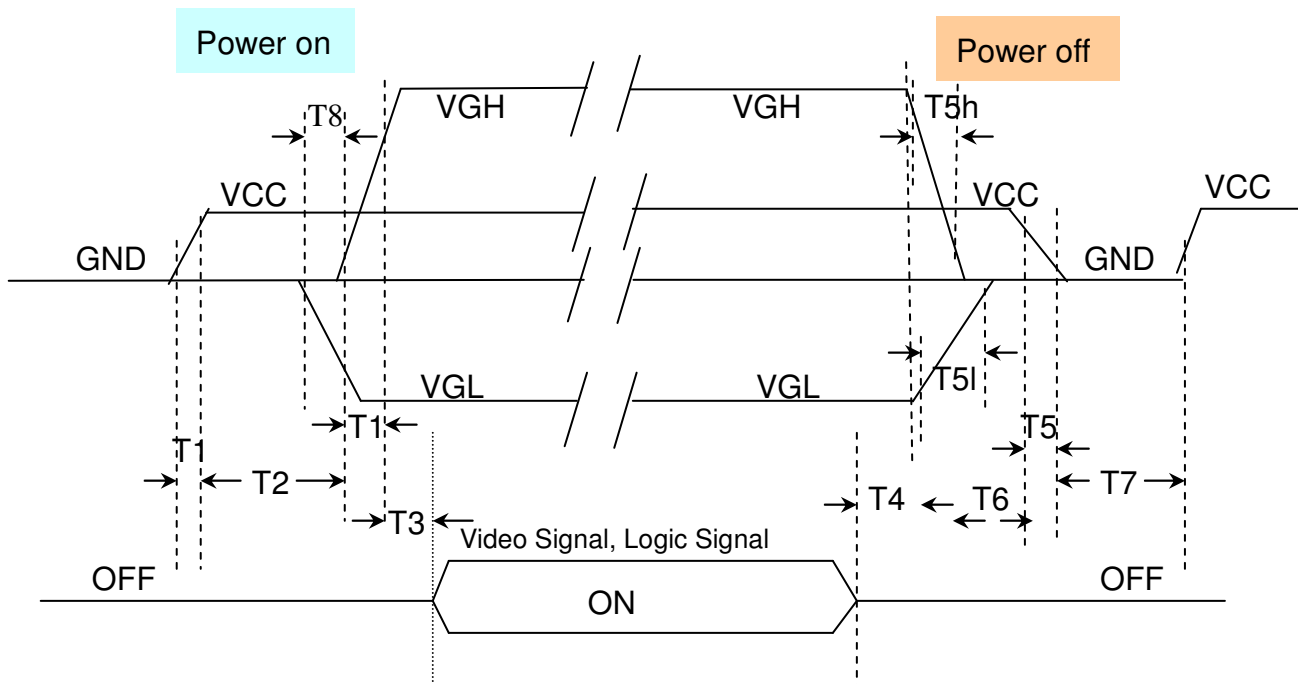 Power on
Power off
VGH
VGH
T5h
T8
VCC
VCC
VCC
GND
GND
VGL
VGL
T5l
T1
T1
T5
T2
T4
T6
T7
T3
Video Signal, Logic Signal
OFF
ON
OFF